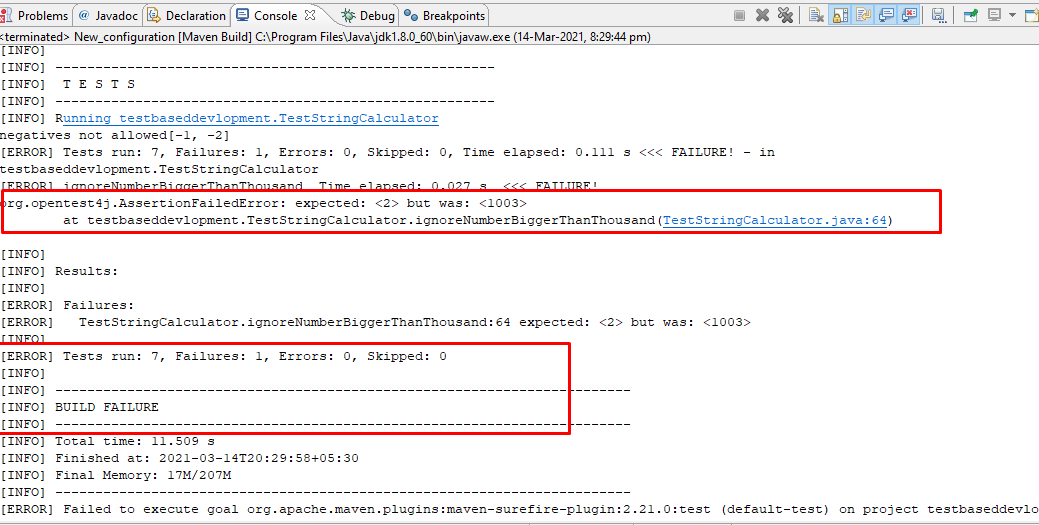 Problems @ Javadoc Declaration Console Debug Breakpoints
<terminated> New_configuration [Maven Build] C:\Program Files\Java\jdk1.8.0_60\bin\javaw.exe (14-Mar-2021, 8:29:44 pm)
[INFO]
[INFO] --------------------------------------------------------
[INFO]  T E S T S
[INFO] --------------------------------------------------------
[INFO] Running testbaseddevlopment.TestStringCalculator
negatives not allowed[-1, -2]
[ERROR] Tests run: 7, Failures: 1, Errors: 0, Skipped: 0, Time elapsed: 0.111 s <<< FAILURE! - in
testbaseddevlopment.TestStringCalculator
[ERROR] ignoreNumberBiggerThanThousand  Time elapsed: 0.027 s  <<< FAILURE!
org.opentest4j.AssertionFailedError: expected: <2> but was: <1003>
at testbaseddevlopment.TestStringCalculator.ignoreNumberBiggerThanThousand(TestStringCalculator.java:64)
[INFO]
[INFO] Results:
[INFO]
[ERROR] Failures:
[ERROR]   TestStringCalculator.ignoreNumberBiggerThanThousand:64 expected: <2> but was: <1003>
[INFO]
[ERROR] Tests run: 7, Failures: 1, Errors: 0, Skipped: 0
[INFO]
[INFO] ------------------------------------------------------------------------
[INFO] BUILD FAILURE
[INFO] ------------------------------------------------------------------------
[INFO] Total time: 11.509 s
[INFO] Finished at: 2021-03-14T20:29:58+05:30
[INFO] Final Memory: 17M/207M
[INFO] ------------------------------------------------------------------------
[ERROR] Failed to execute goal org.apache.maven.plugins:maven-surefire-plugin:2.21.0:test (default-test) on project testbaseddevlo